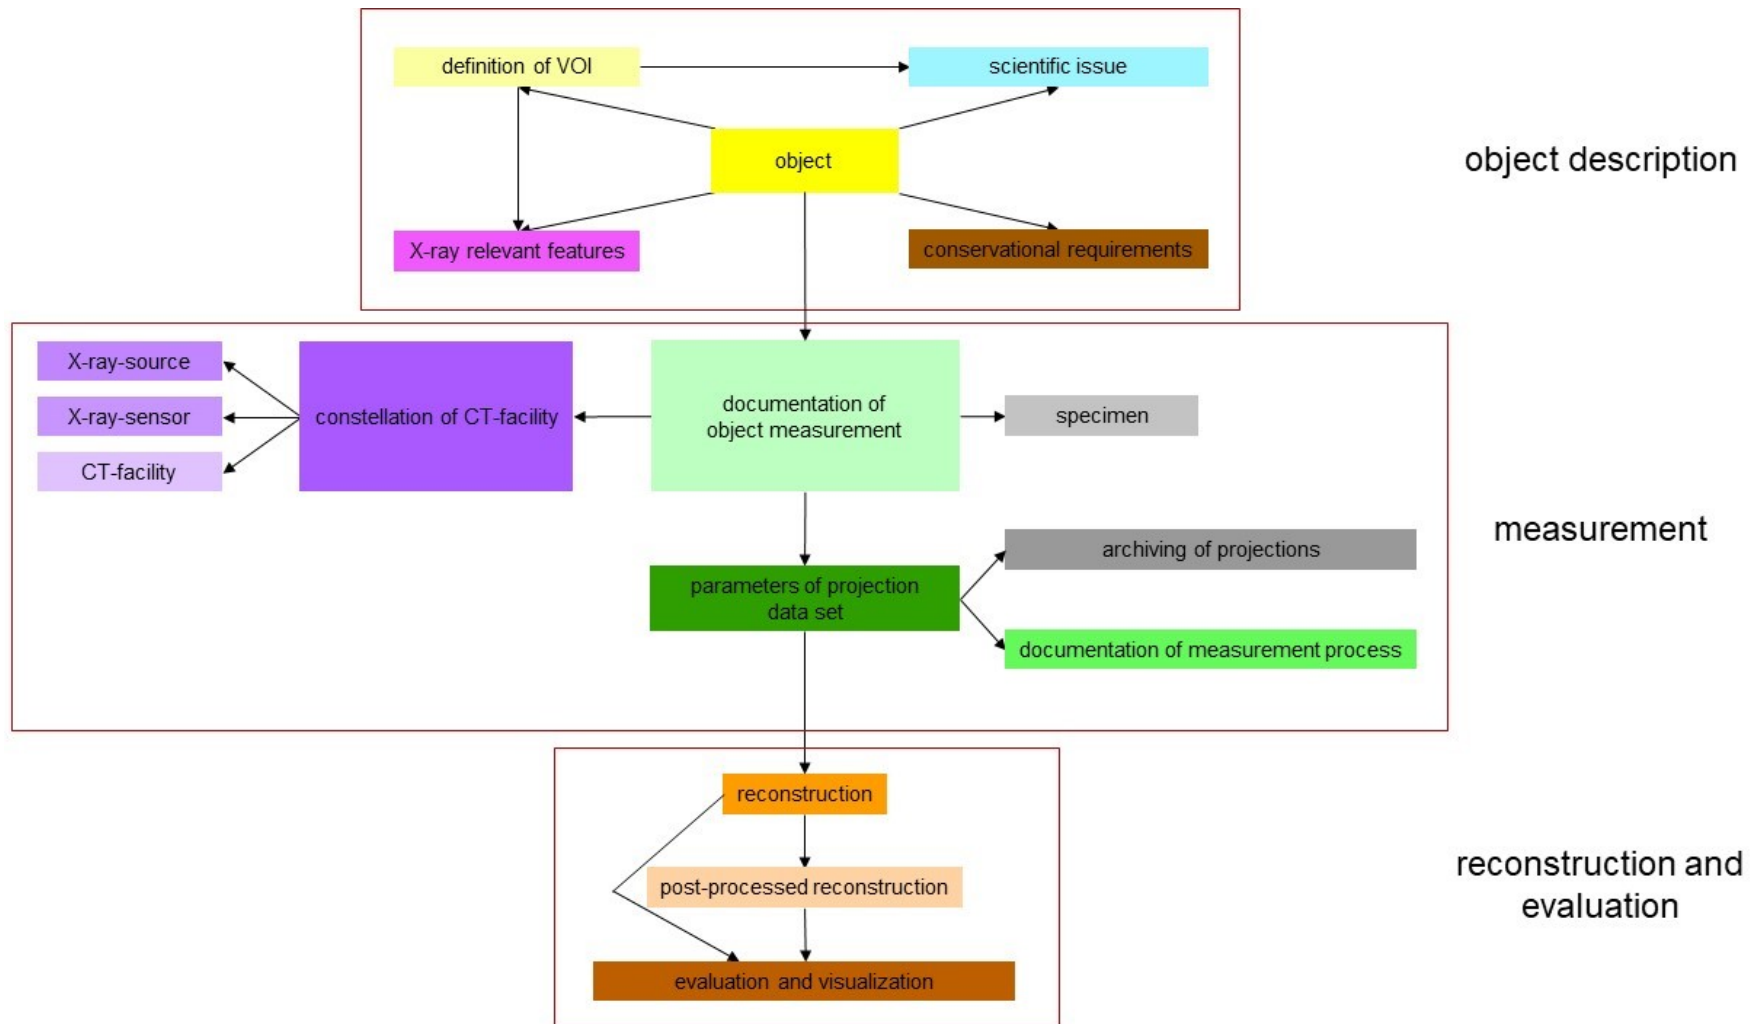 definition of VOI
scientific issue
object
object description
X-ray relevant features
conservational requirements
X-ray-source
X-ray-sensor
CT-facility
constellation of CT-facility
documentation of
object measurement
specimen
measurement
archiving of projections
parameters of projection
data set
documentation of measurement process
reconstruction
post-processed reconstruction
reconstruction and
evaluation
evaluation and visualization